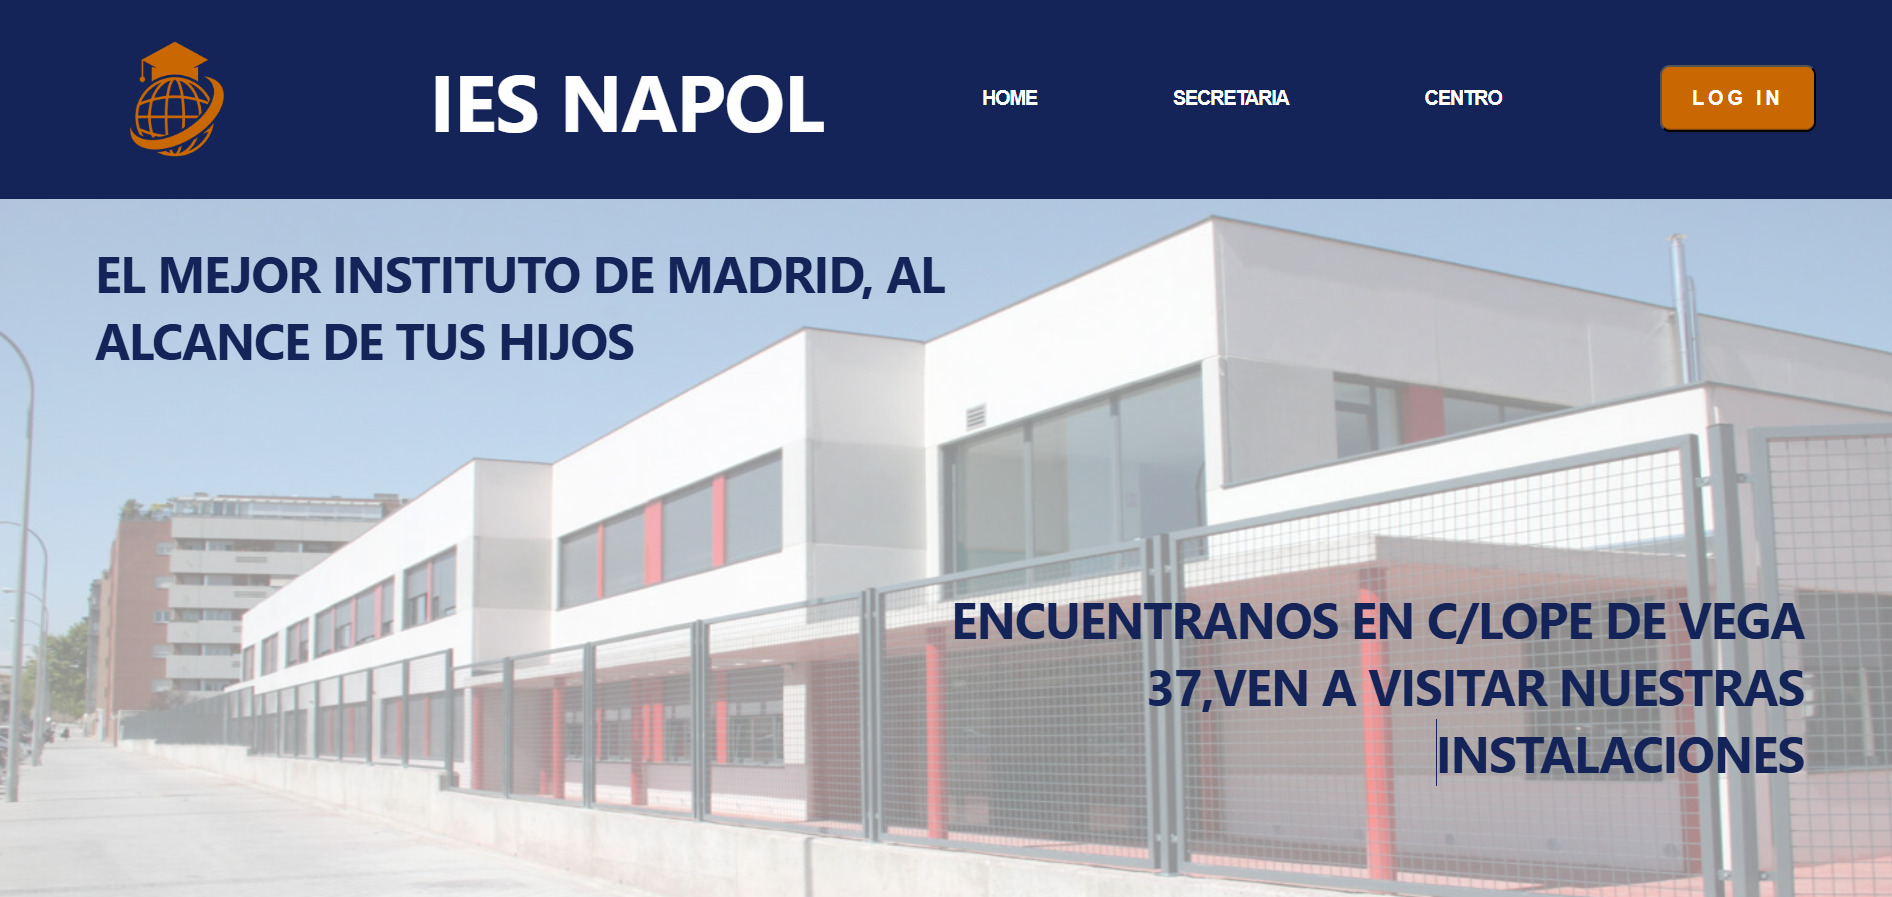 IES NAPOL
HOME
SECRETARIA
CENTRO
LOG IN
EL MEJOR INSTITUTO DE MADRID, AL
ALCANCE DE TUS HIJOS
ENCUENTRANOS EN C/LOPE DE VEGA
37,VEN A VISITAR NUESTRAS
INSTALACIONES